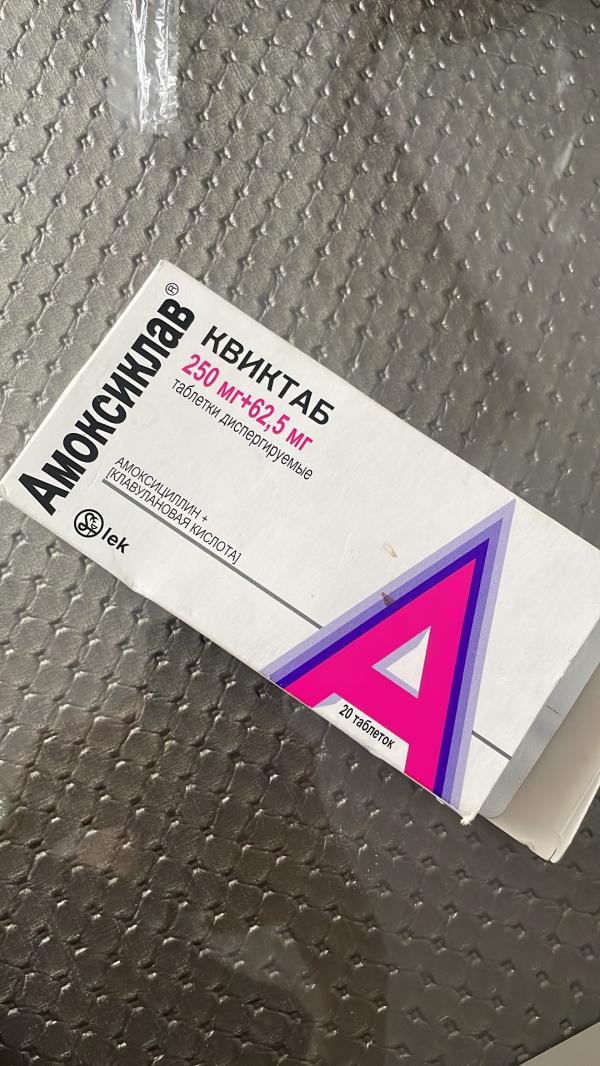 Амоксиклав®
КВИКТАБ
250 мг+62,5 мг
таблетки диспергируемые
АМОКСИЦИЛЛИН +
[КЛАВУЛАНОВАЯ КИСЛОТА]
lek
20 таблеток